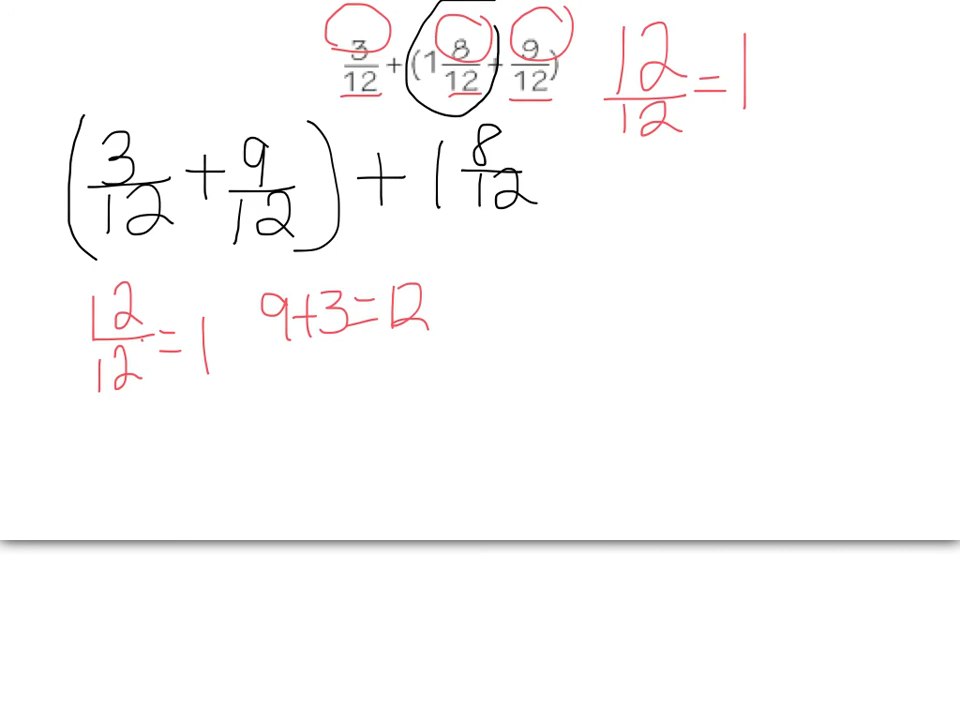 3/12 + (1 8/12 + 9/12)
12/12 = 1
(3/12 + 9/12) + 1 8/12
12/12 = 1
9+3=12